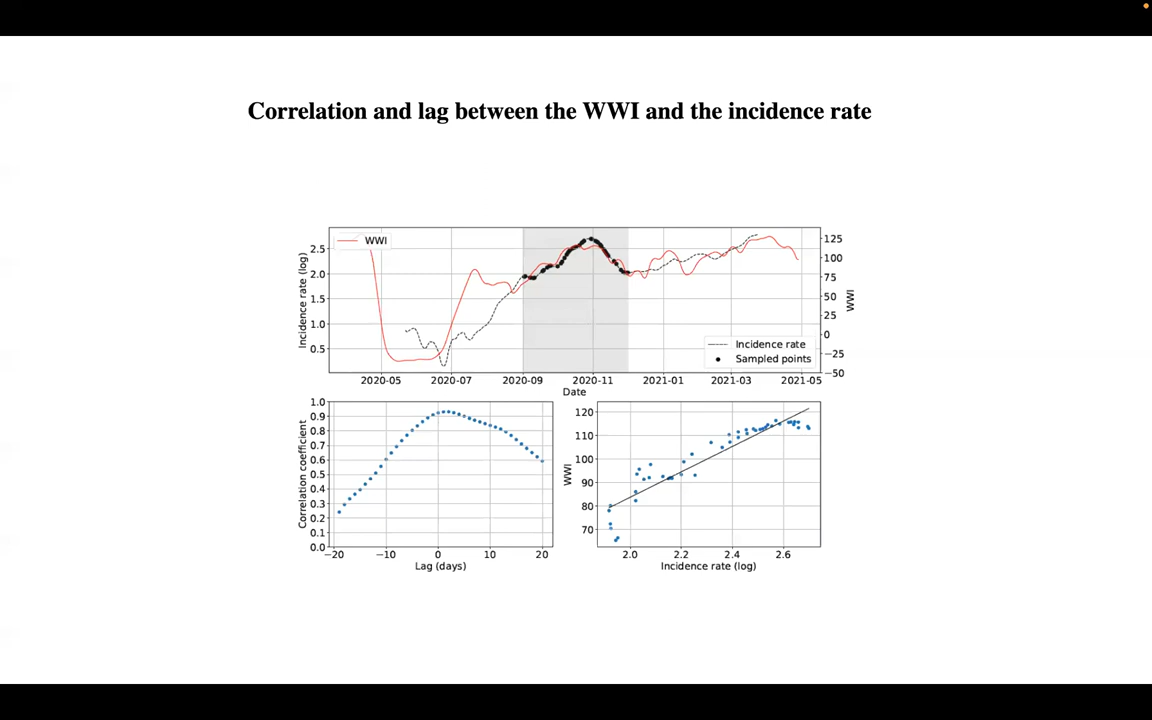 Correlation and lag between the WWI and the incidence rate
WWI
2.5
2.0
1.5
1.0
0.5
Incidence rate (log)
125
100
75
50
25
0
−25
−50
WWI
Incidence rate
Sampled points
2020-05 2020-07 2020-09 2020-11 2021-01 2021-03 2021-05
Date
1.0
0.9
0.8
0.7
0.6
0.5
0.4
0.3
0.2
0.1
0.0
Correlation coefficient
−20 −10 0 10 20
Lag (days)
120
110
100
90
80
70
WWI
2.0 2.2 2.4 2.6
Incidence rate (log)